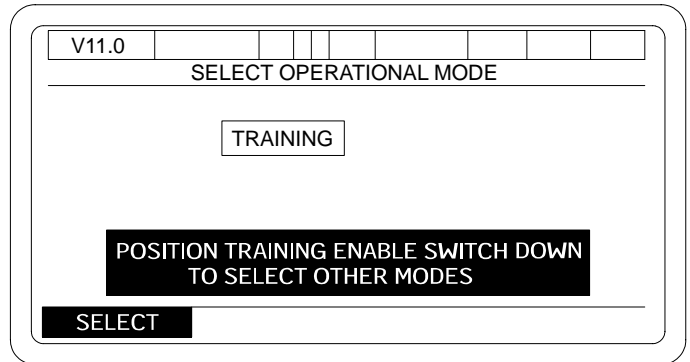 V11.0
SELECT OPERATIONAL MODE
TRAINING
POSITION TRAINING ENABLE SWITCH DOWN
TO SELECT OTHER MODES
SELECT